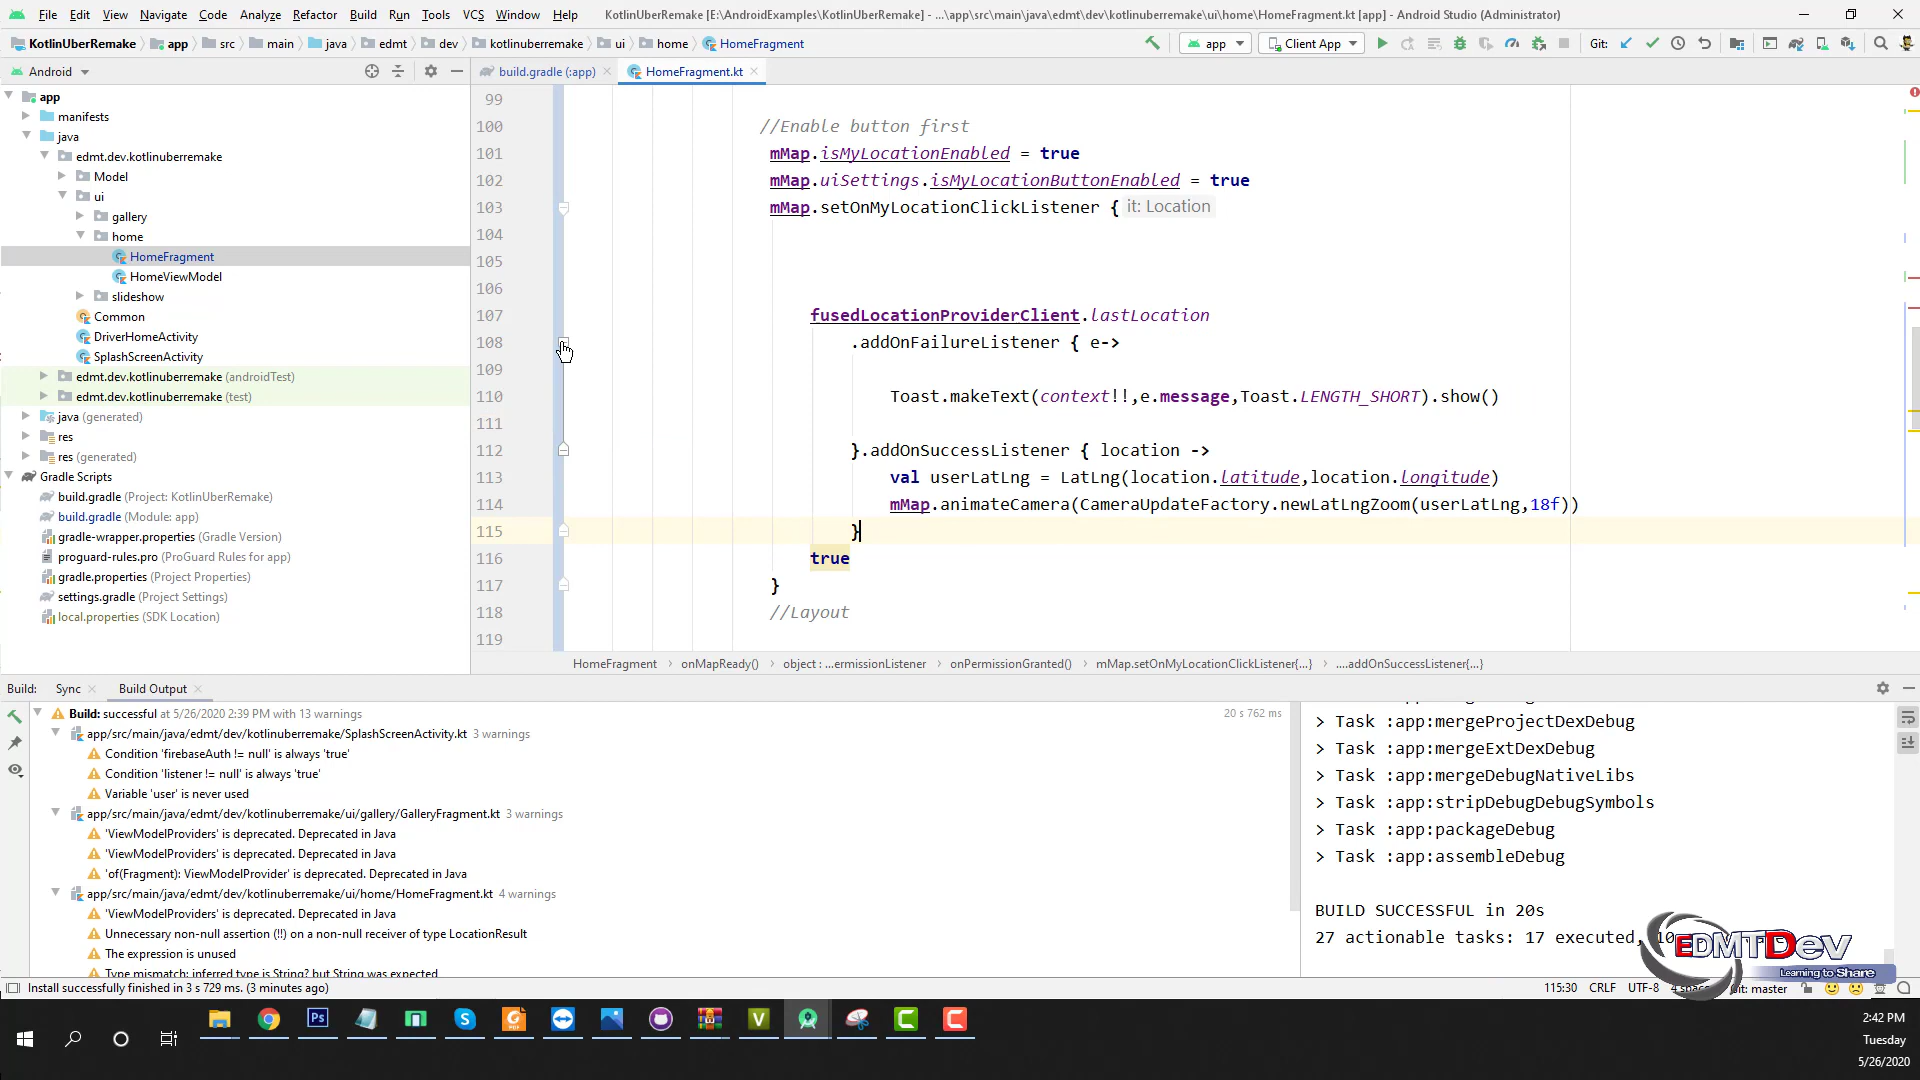 File Edit View Navigate Code Analyze Refactor Build Run Tools VCS Window Help KotlinUberRemake [E:\AndroidExamples\KotlinUberRemake] - ...\app\src\main\java\edmt\dev\kotlinuberremake\ui\home\HomeFragment.kt [app] - Android Studio (Administrator)
KotlinUberRemake app src main java edmt dev kotlinuberremake ui home HomeFragment app Client App Git:
Android build.gradle (:app) HomeFragment.kt
app
manifests
java
edmt.dev.kotlinuberremake
Model
ui
gallery
home
HomeFragment
HomeViewModel
slideshow
Common
DriverHomeActivity
SplashScreenActivity
edmt.dev.kotlinuberremake (androidTest)
edmt.dev.kotlinuberremake (test)
java (generated)
res
res (generated)
Gradle Scripts
build.gradle (Project: KotlinUberRemake)
build.gradle (Module: app)
gradle-wrapper.properties (Gradle Version)
proguard-rules.pro (ProGuard Rules for app)
gradle.properties (Project Properties)
settings.gradle (Project Settings)
local.properties (SDK Location)
99
100 //Enable button first
101 mMap.isMyLocationEnabled = true
102 mMap.uiSettings.isMyLocationButtonEnabled = true
103 mMap.setOnMyLocationClickListener { it: Location
104
105
106
107 fusedLocationProviderClient.lastLocation
108 .addOnFailureListener { e->
109
110 Toast.makeText(context!!,e.message,Toast.LENGTH_SHORT).show()
111
112 }.addOnSuccessListener { location ->
113 val userLatLng = LatLng(location.latitude,location.longitude)
114 mMap.animateCamera(CameraUpdateFactory.newLatLngZoom(userLatLng,18f))
115 }
116 true
117 }
118 //Layout
119
HomeFragment onMapReady() object : ...ermissionListener onPermissionGranted() mMap.setOnMyLocationClickListener{...} ....addOnSuccessListener{...}
Build: Sync Build Output
Build: successful at 5/26/2020 2:39 PM with 13 warnings 20 s 762 ms
app/src/main/java/edmt/dev/kotlinuberremake/SplashScreenActivity.kt 3 warnings
Condition 'firebaseAuth != null' is always 'true'
Condition 'listener != null' is always 'true'
Variable 'user' is never used
app/src/main/java/edmt/dev/kotlinuberremake/ui/gallery/GalleryFragment.kt 3 warnings
'ViewModelProviders' is deprecated. Deprecated in Java
'ViewModelProviders' is deprecated. Deprecated in Java
'of(Fragment): ViewModelProvider' is deprecated. Deprecated in Java
app/src/main/java/edmt/dev/kotlinuberremake/ui/home/HomeFragment.kt 4 warnings
'ViewModelProviders' is deprecated. Deprecated in Java
Unnecessary non-null assertion (!!) on a non-null receiver of type LocationResult
The expression is unused
Type mismatch: inferred type is String? but String was expected
> Task :app:mergeProjectDexDebug
> Task :app:mergeExtDexDebug
> Task :app:mergeDebugNativeLibs
> Task :app:stripDebugDebugSymbols
> Task :app:packageDebug
> Task :app:assembleDebug
BUILD SUCCESSFUL in 20s
27 actionable tasks: 17 executed, 10
EDMTDev
Learning to Share
Install successfully finished in 3 s 729 ms. (3 minutes ago) 115:30 CRLF UTF-8 4 spaces Git: master
2:42 PM
Tuesday
5/26/2020